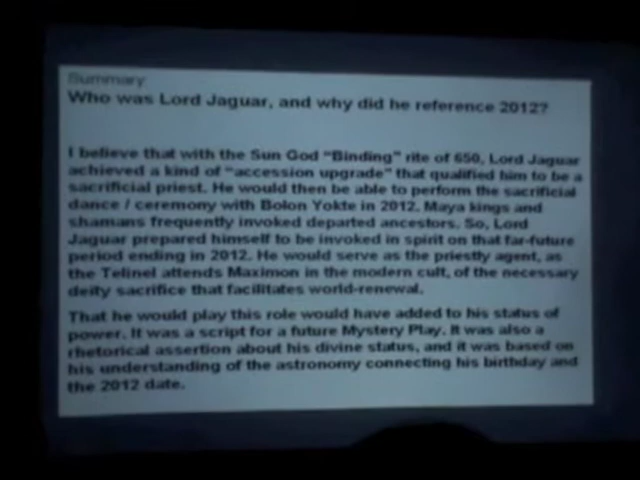 Summary
Who was Lord Jaguar, and why did he reference 2012?
I believe that with the Sun God "Binding" rite of 650, Lord Jaguar
achieved a kind of "accession upgrade" that qualified him to be a
sacrificial priest. He would then be able to perform the sacrificial
dance / ceremony with Bolon Yokte in 2012. Maya kings and
shamans frequently invoked departed ancestors. So, Lord
Jaguar prepared himself to be invoked in spirit on that far-future
period ending in 2012. He would serve as the priestly agent, as
the Telinel attends Maximon in the modern cult, of the necessary
deity sacrifice that facilitates world-renewal.
That he would play this role would have added to his status of
power. It was a script for a future Mystery Play. It was also a
rhetorical assertion about his divine status, and it was based on
his understanding of the astronomy connecting his birthday and
the 2012 date.